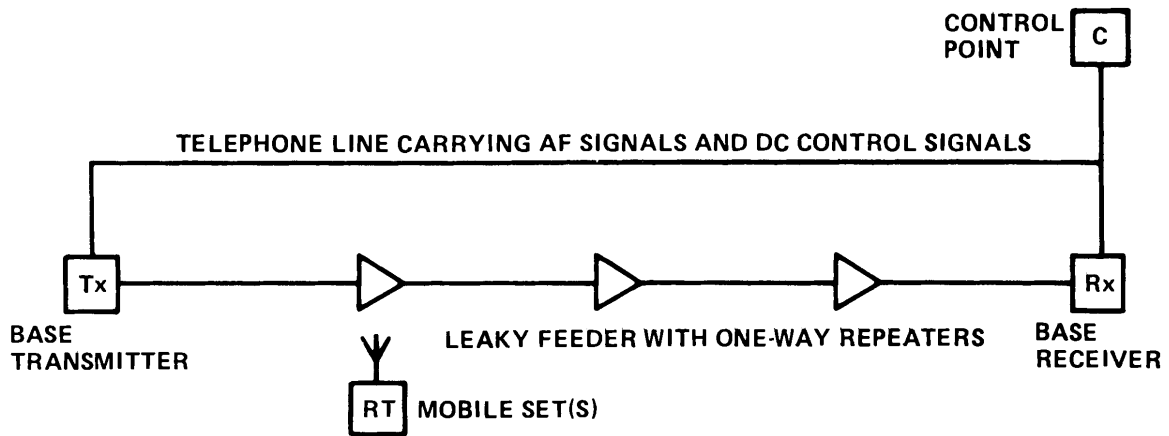 CONTROL
POINT
C
TELEPHONE LINE CARRYING AF SIGNALS AND DC CONTROL SIGNALS
Tx
Rx
BASE
TRANSMITTER
LEAKY FEEDER WITH ONE-WAY REPEATERS
BASE
RECEIVER
RT
MOBILE SET(S)